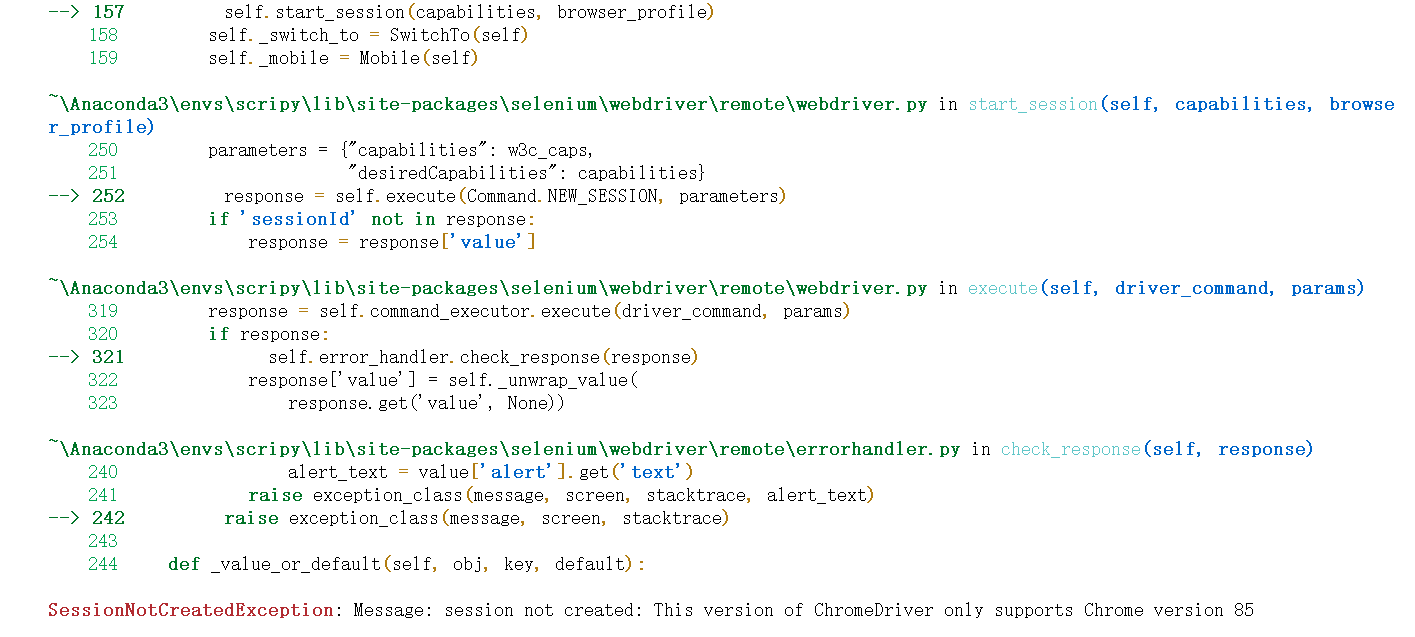 --> 157         self.start_session(capabilities, browser_profile)
    158         self._switch_to = SwitchTo(self)
    159         self._mobile = Mobile(self)
~\Anaconda3\envs\scripy\lib\site-packages\selenium\webdriver\remote\webdriver.py in start_session(self, capabilities, browse
r_profile)
    250         parameters = {"capabilities": w3c_caps,
    251                       "desiredCapabilities": capabilities}
--> 252         response = self.execute(Command.NEW_SESSION, parameters)
    253         if 'sessionId' not in response:
    254             response = response['value']
~\Anaconda3\envs\scripy\lib\site-packages\selenium\webdriver\remote\webdriver.py in execute(self, driver_command, params)
    319         response = self.command_executor.execute(driver_command, params)
    320         if response:
--> 321             self.error_handler.check_response(response)
    322             response['value'] = self._unwrap_value(
    323                 response.get('value', None))
~\Anaconda3\envs\scripy\lib\site-packages\selenium\webdriver\remote\errorhandler.py in check_response(self, response)
    240                 alert_text = value['alert'].get('text')
    241             raise exception_class(message, screen, stacktrace, alert_text)
--> 242         raise exception_class(message, screen, stacktrace)
    243
    244     def _value_or_default(self, obj, key, default):
SessionNotCreatedException: Message: session not created: This version of ChromeDriver only supports Chrome version 85